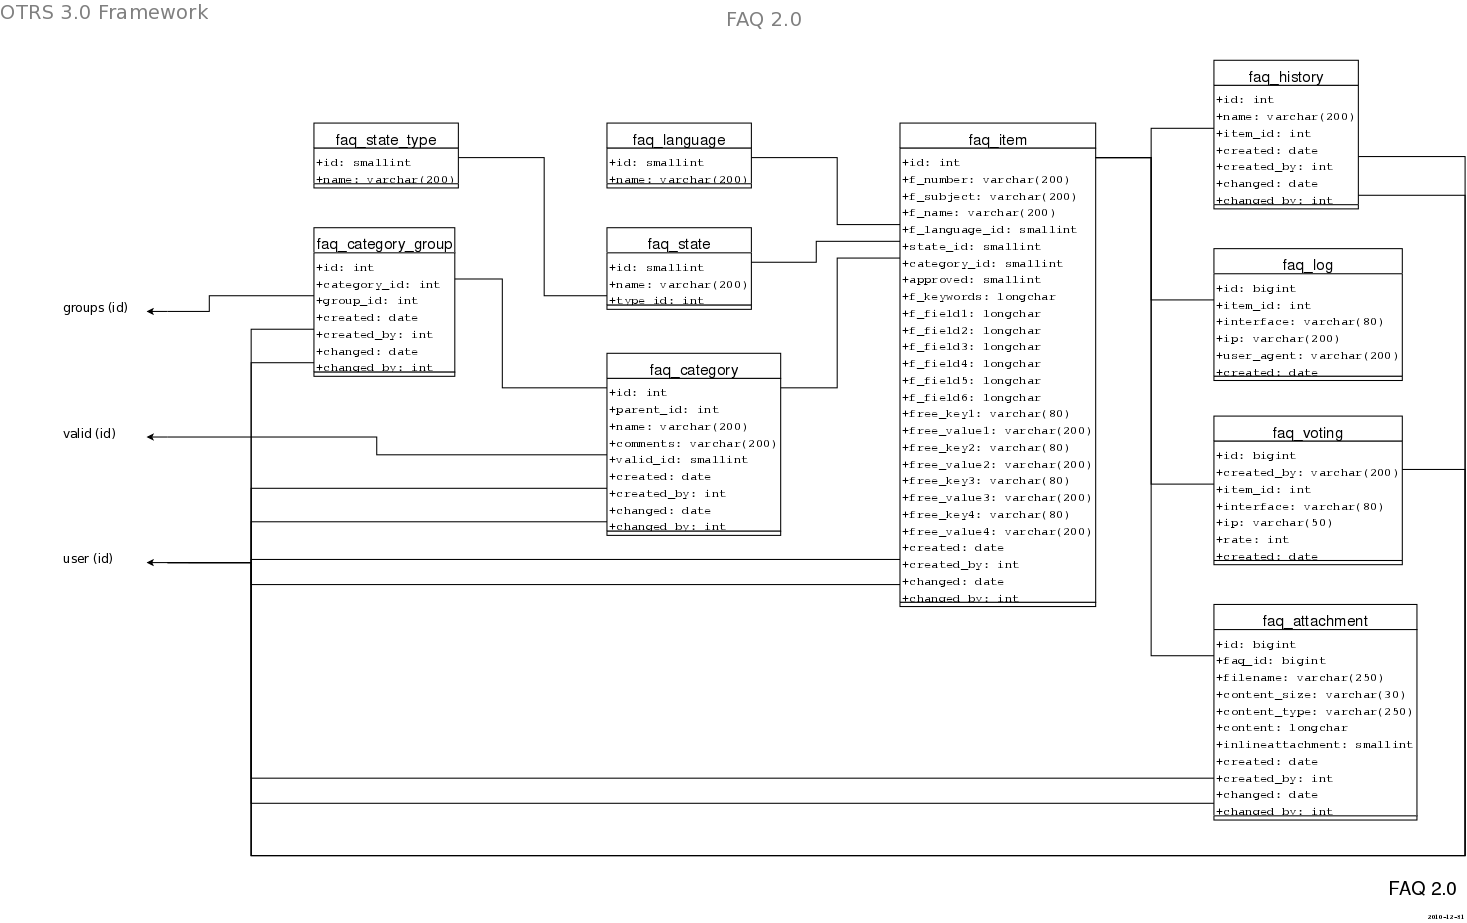 OTRS 3.0 Framework
FAQ 2.0
faq_state_type
+id: smallint
+name: varchar(200)
faq_category_group
+id: int
+category_id: int
+group_id: int
+created: date
+created_by: int
+changed: date
+changed_by: int
groups (id)
valid (id)
user (id)
faq_language
+id: smallint
+name: varchar(200)
faq_state
+id: smallint
+name: varchar(200)
+type_id: int
faq_category
+id: int
+parent_id: int
+name: varchar(200)
+comments: varchar(200)
+valid_id: smallint
+created: date
+created_by: int
+changed: date
+changed_by: int
faq_item
+id: int
+f_number: varchar(200)
+f_subject: varchar(200)
+f_name: varchar(200)
+f_language_id: smallint
+state_id: smallint
+category_id: smallint
+approved: smallint
+f_keywords: longchar
+f_field1: longchar
+f_field2: longchar
+f_field3: longchar
+f_field4: longchar
+f_field5: longchar
+f_field6: longchar
+free_key1: varchar(80)
+free_value1: varchar(200)
+free_key2: varchar(80)
+free_value2: varchar(200)
+free_key3: varchar(80)
+free_value3: varchar(200)
+free_key4: varchar(80)
+free_value4: varchar(200)
+created: date
+created_by: int
+changed: date
+changed_by: int
faq_history
+id: int
+name: varchar(200)
+item_id: int
+created: date
+created_by: int
+changed: date
+changed_by: int
faq_log
+id: bigint
+item_id: int
+interface: varchar(80)
+ip: varchar(200)
+user_agent: varchar(200)
+created: date
faq_voting
+id: bigint
+created_by: varchar(200)
+item_id: int
+interface: varchar(80)
+ip: varchar(50)
+rate: int
+created: date
faq_attachment
+id: bigint
+faq_id: bigint
+filename: varchar(250)
+content_size: varchar(30)
+content_type: varchar(250)
+content: longchar
+inlineattachment: smallint
+created: date
+created_by: int
+changed: date
+changed_by: int
FAQ 2.0
2010-12-31